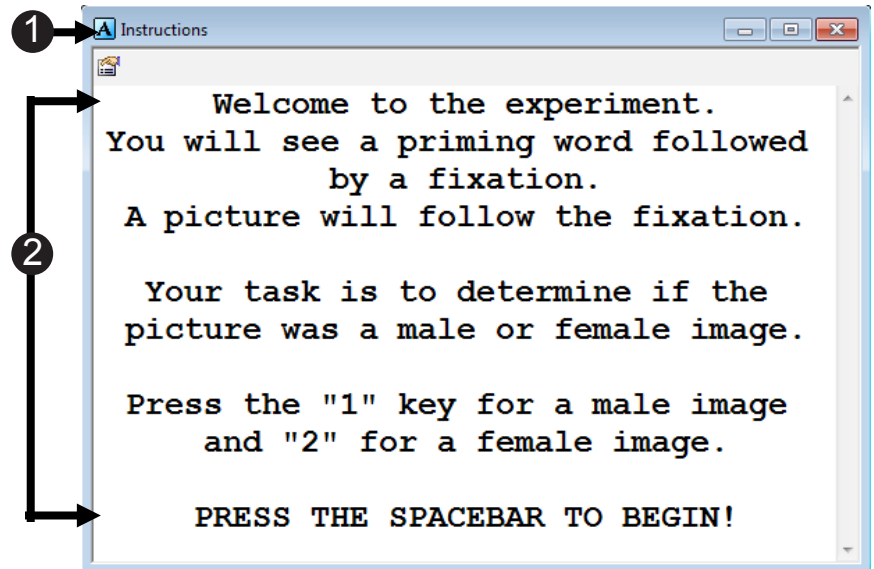 1
Instructions
2
Welcome to the experiment.
You will see a priming word followed
by a fixation.
A picture will follow the fixation.
Your task is to determine if the
picture was a male or female image.
Press the "1" key for a male image
and "2" for a female image.
PRESS THE SPACEBAR TO BEGIN!